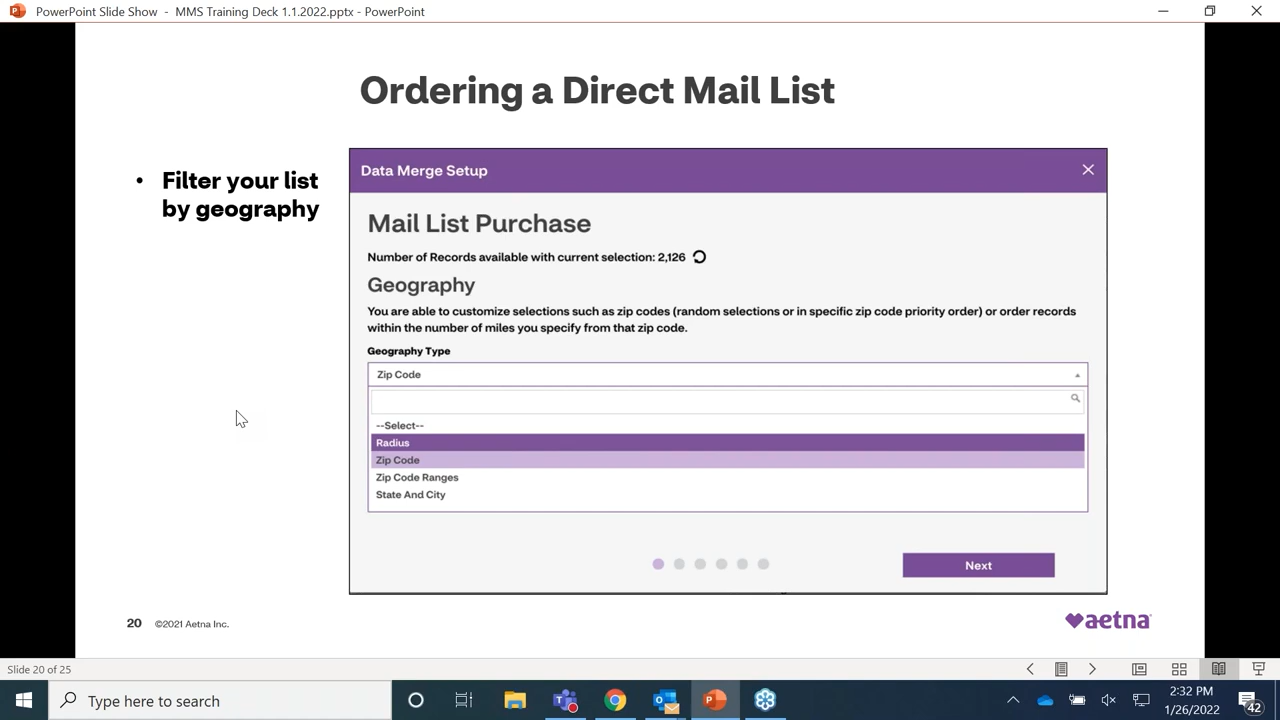 PowerPoint Slide Show - MMS Training Deck 1.1.2022.pptx - PowerPoint
Ordering a Direct Mail List
• Filter your list
by geography
Data Merge Setup
Mail List Purchase
Number of Records available with current selection: 2,126
Geography
You are able to customize selections such as zip codes (random selections or in specific zip code priority order) or order records
within the number of miles you specify from that zip code.
Geography Type
Zip Code
--Select--
Radius
Zip Code
Zip Code Ranges
State And City
Next
20 ©2021 Aetna Inc.
aetna
Slide 20 of 25
Type here to search
2:32 PM
1/26/2022
42